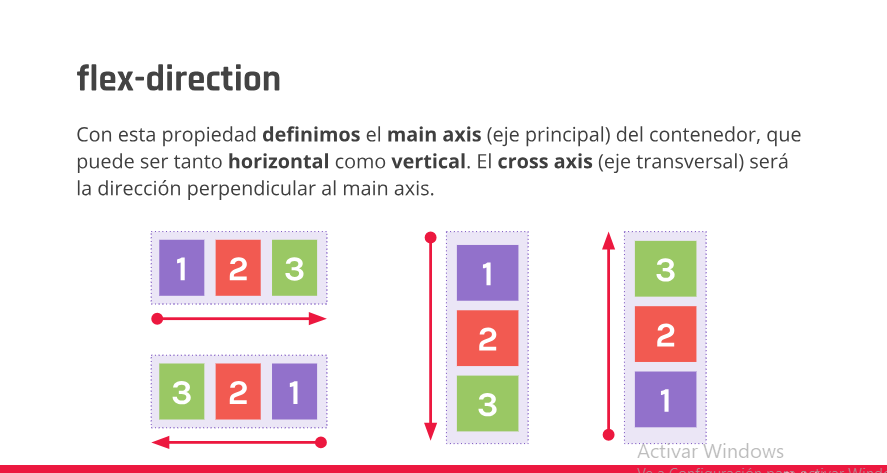 flex-direction
Con esta propiedad definimos el main axis (eje principal) del contenedor, que
puede ser tanto horizontal como vertical. El cross axis (eje transversal) será
la dirección perpendicular al main axis.
1 2 3
3 2 1
1
2
3
3
2
1
Activar Windows
Ve a Configuración para activar Wind